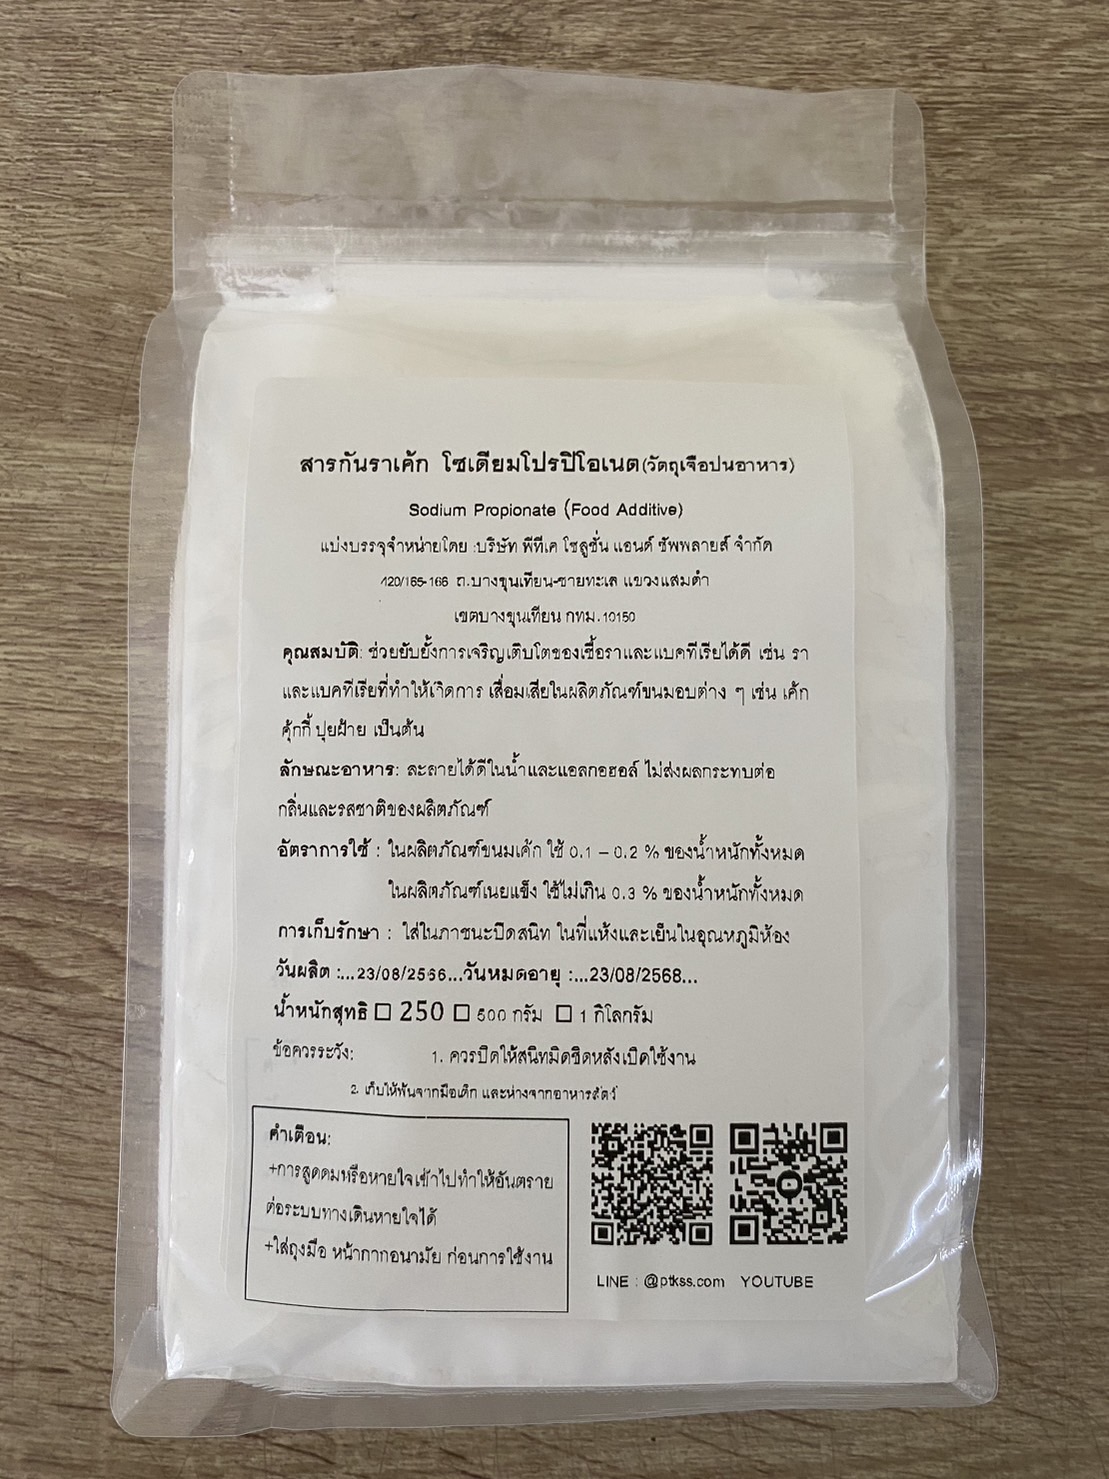 สารกันราเค้ก โซเดียมโปรปิโอเนต(วัตถุเจือปนอาหาร)
Sodium Propionate (Food Additive)
แบ่งบรรจุจำหน่ายโดย :บริษัท พีทีเค โซลูชั่น แอนด์ ซัพพลายส์ จำกัด
420/165-166 ถ.บางขุนเทียน-ชายทะเล แขวงแสมดำ
เขตบางขุนเทียน กทม.10150
คุณสมบัติ: ช่วยยับยั้งการเจริญเติบโตของเชื้อราและแบคทีเรียได้ดี เช่น รา
และแบคทีเรียที่ทำให้เกิดการ เสื่อมเสียในผลิตภัณฑ์ขนมอบต่าง ๆ เช่น เค้ก
คุ้กกี้ ปุยฝ้าย เป็นต้น
ลักษณะอาหาร: ละลายได้ดีในน้ำและแอลกอฮอล์ ไม่ส่งผลกระทบต่อ
กลิ่นและรสชาติของผลิตภัณฑ์
อัตราการใช้ : ในผลิตภัณฑ์ขนมเค้ก ใช้ 0.1 – 0.2 % ของน้ำหนักทั้งหมด
ในผลิตภัณฑ์เนยแข็ง ใช้ไม่เกิน 0.3 % ของน้ำหนักทั้งหมด
การเก็บรักษา : ใส่ในภาชนะปิดสนิท ในที่แห้งและเย็นในอุณหภูมิห้อง
วันผลิต :...23/08/2566...วันหมดอายุ :...23/08/2568...
น้ำหนักสุทธิ ☐ 250 ☐ 500 กรัม ☐ 1 กิโลกรัม
ข้อควรระวัง: 1. ควรปิดให้สนิทมิดชิดหลังเปิดใช้งาน
2. เก็บให้พ้นจากมือเด็ก และห่างจากอาหารสัตว์
คำเตือน:
+การสูดดมหรือหายใจเข้าไปทำให้อันตราย
ต่อระบบทางเดินหายใจได้
+ใส่ถุงมือ หน้ากากอนามัย ก่อนการใช้งาน
LINE : @ptkss.com YOUTUBE